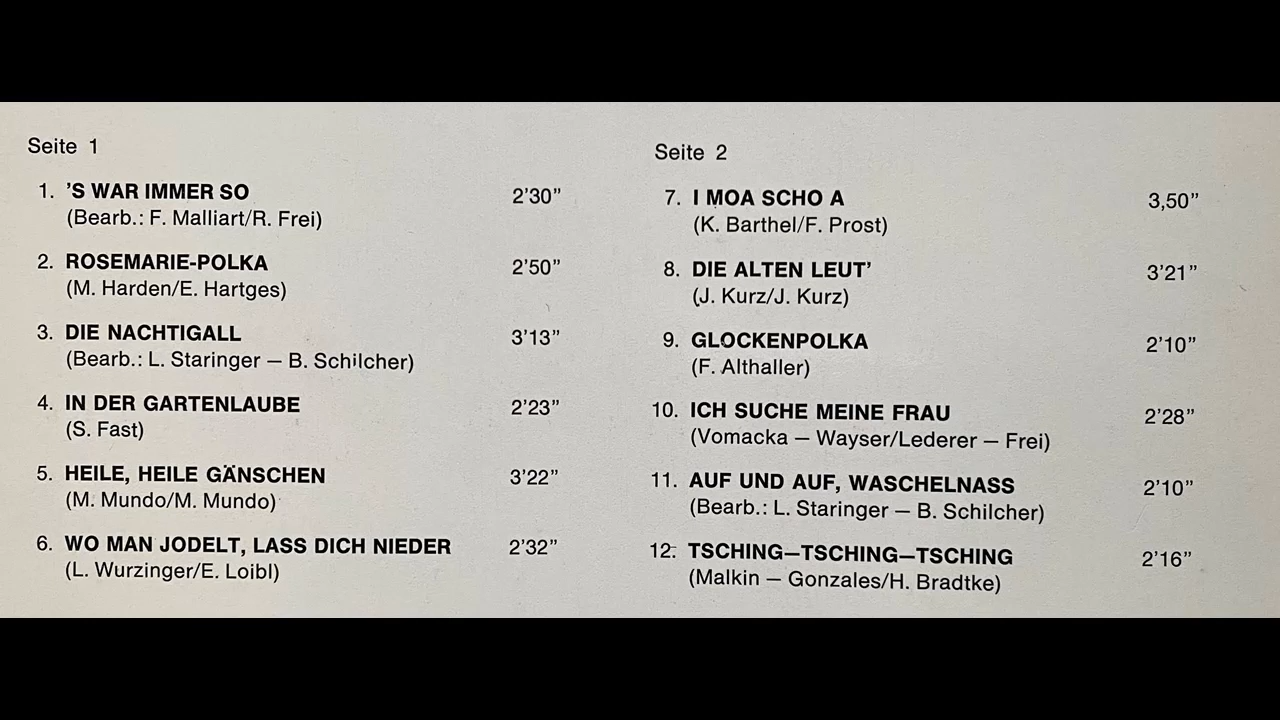 Seite 1
1. 'S WAR IMMER SO 2'30"
(Bearb.: F. Malliart/R. Frei)
2. ROSEMARIE-POLKA 2'50"
(M. Harden/E. Hartges)
3. DIE NACHTIGALL 3'13"
(Bearb.: L. Staringer — B. Schilcher)
4. IN DER GARTENLAUBE 2'23"
(S. Fast)
5. HEILE, HEILE GÄNSCHEN 3'22"
(M. Mundo/M. Mundo)
6. WO MAN JODELT, LASS DICH NIEDER 2'32"
(L. Wurzinger/E. Loibl)
Seite 2
7. I MOA SCHO A 3,50"
(K. Barthel/F. Prost)
8. DIE ALTEN LEUT' 3'21"
(J. Kurz/J. Kurz)
9. GLOCKENPOLKA 2'10"
(F. Althaller)
10. ICH SUCHE MEINE FRAU 2'28"
(Vomacka — Wayser/Lederer — Frei)
11. AUF UND AUF, WASCHELNASS 2'10"
(Bearb.: L. Staringer — B. Schilcher)
12. TSCHING—TSCHING—TSCHING 2'16"
(Malkin — Gonzales/H. Bradtke)